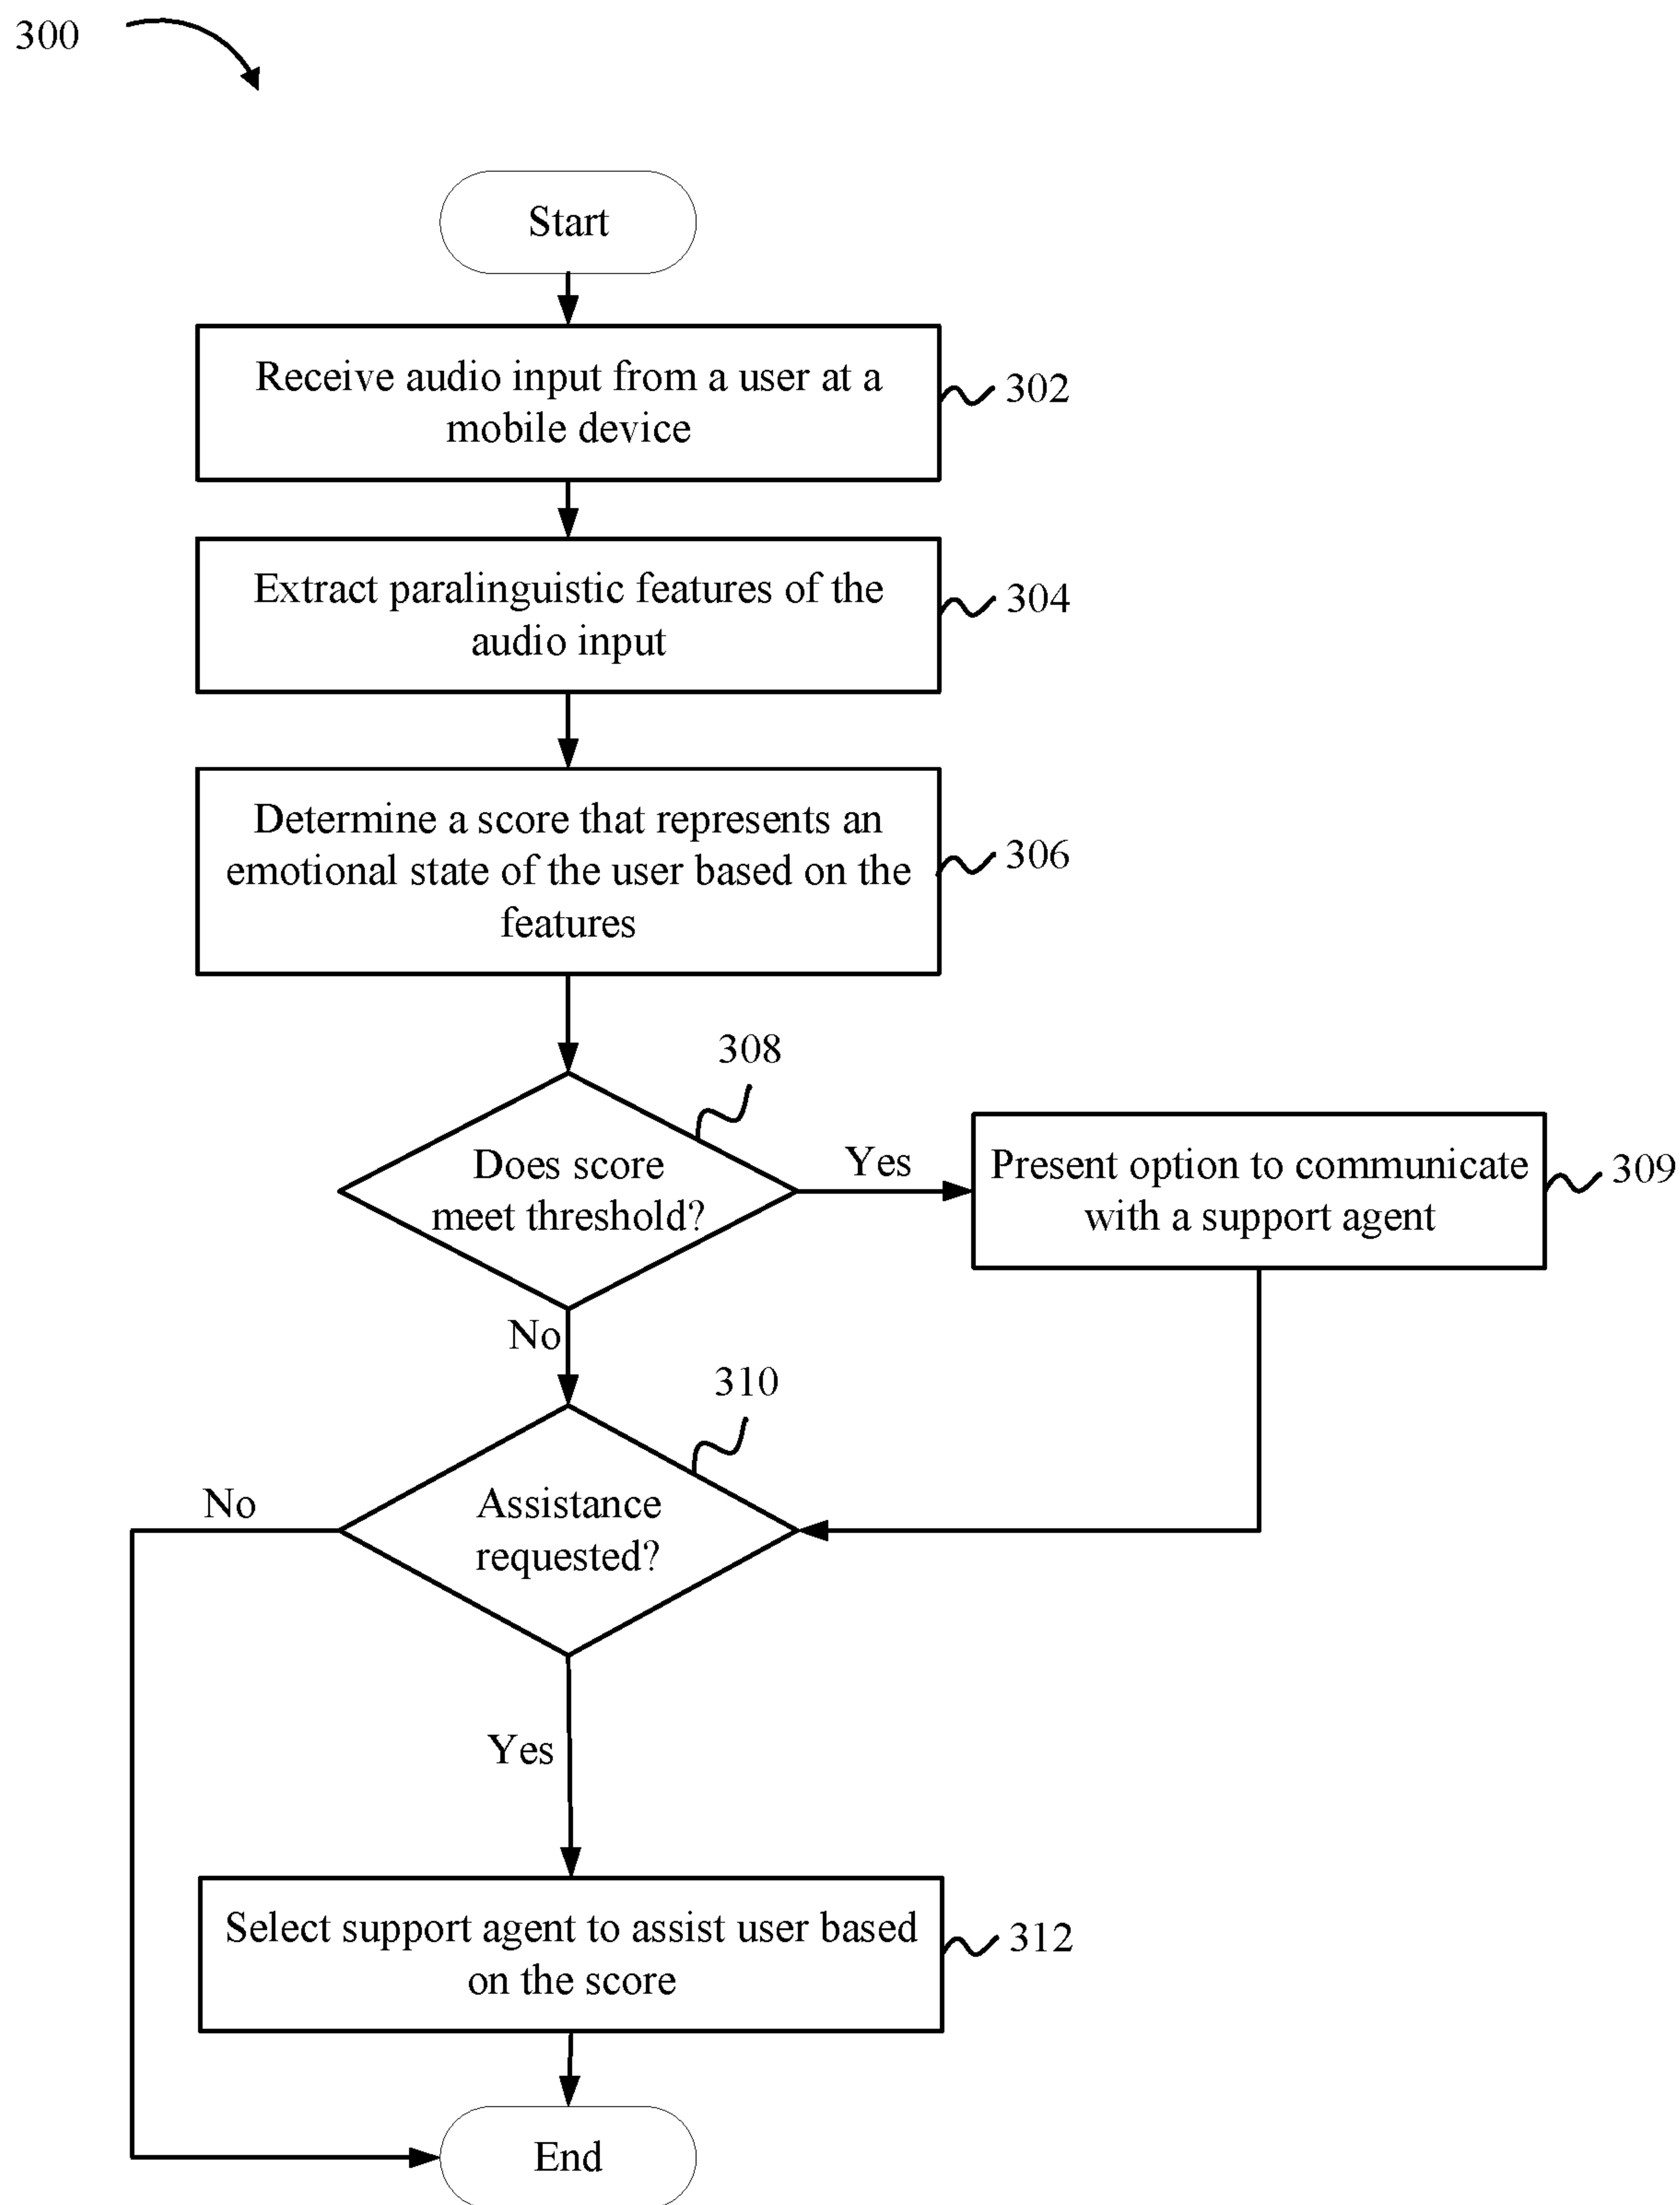 300
Start
Receive audio input from a user at a
mobile device
302
Extract paralinguistic features of the
audio input
304
Determine a score that represents an
emotional state of the user based on the
features
306
308
Does score
meet threshold?
Yes
Present option to communicate
with a support agent
309
No
310
Assistance
requested?
No
Yes
Select support agent to assist user based
on the score
312
End